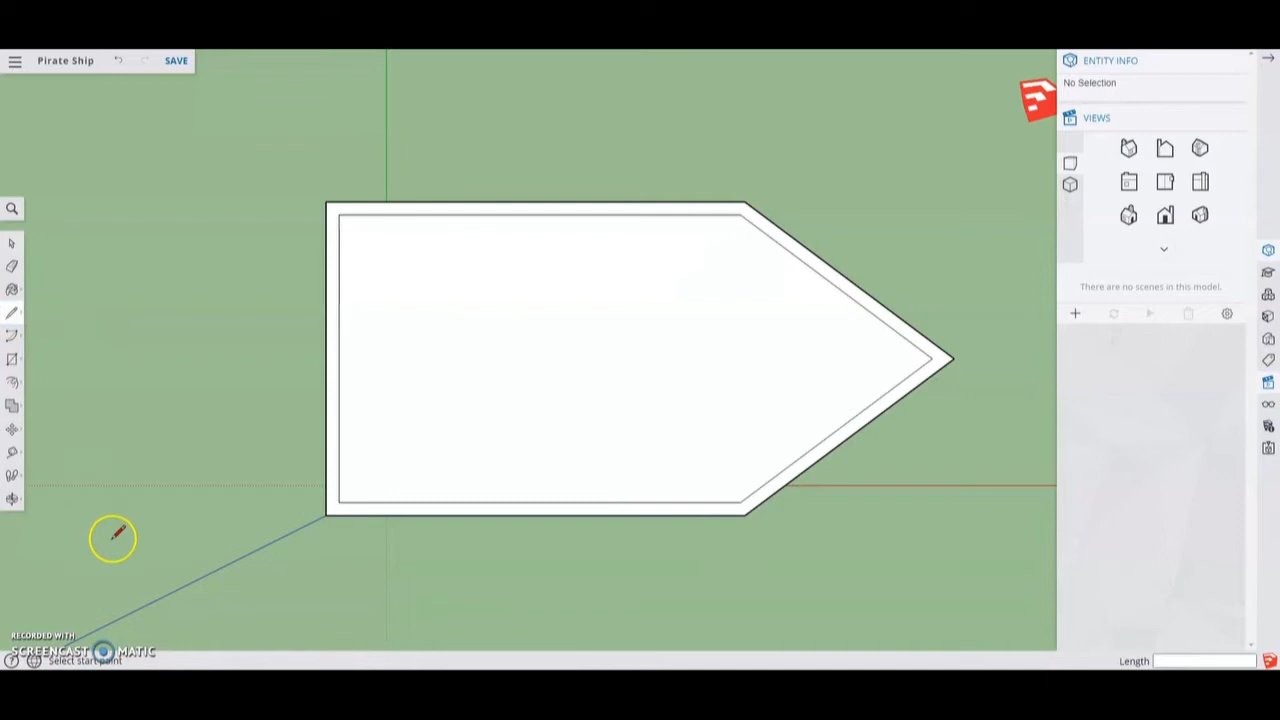 Pirate Ship SAVE
ENTITY INFO
No Selection
VIEWS
There are no scenes in this model.
RECORDED WITH
SCREENCAST MATIC
Select start point
Length